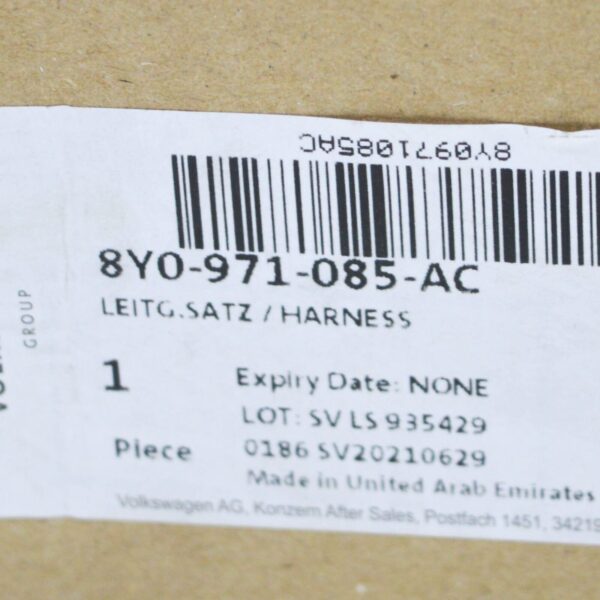 8Y0971085AC
8Y0-971-085-AC
LEITG.SATZ / HARNESS
GROUP
1
Expiry Date: NONE
LOT: SV LS 935429
Piece
0186 SV20210629
Made in United Arab Emirates
Volkswagen AG, Konzern After Sales, Postfach 1451, 34219